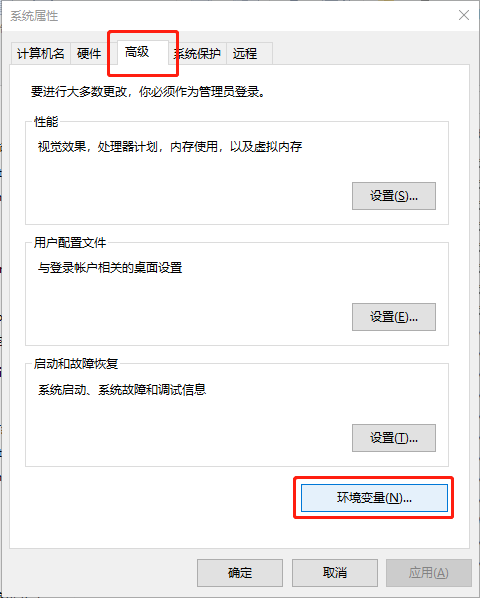 系统属性
计算机名 硬件 高级 系统保护 远程
要进行大多数更改，你必须作为管理员登录。
性能
视觉效果，处理器计划，内存使用，以及虚拟内存
设置(S)...
用户配置文件
与登录帐户相关的桌面设置
设置(E)...
启动和故障恢复
系统启动、系统故障和调试信息
设置(T)...
环境变量(N)...
确定 取消 应用(A)